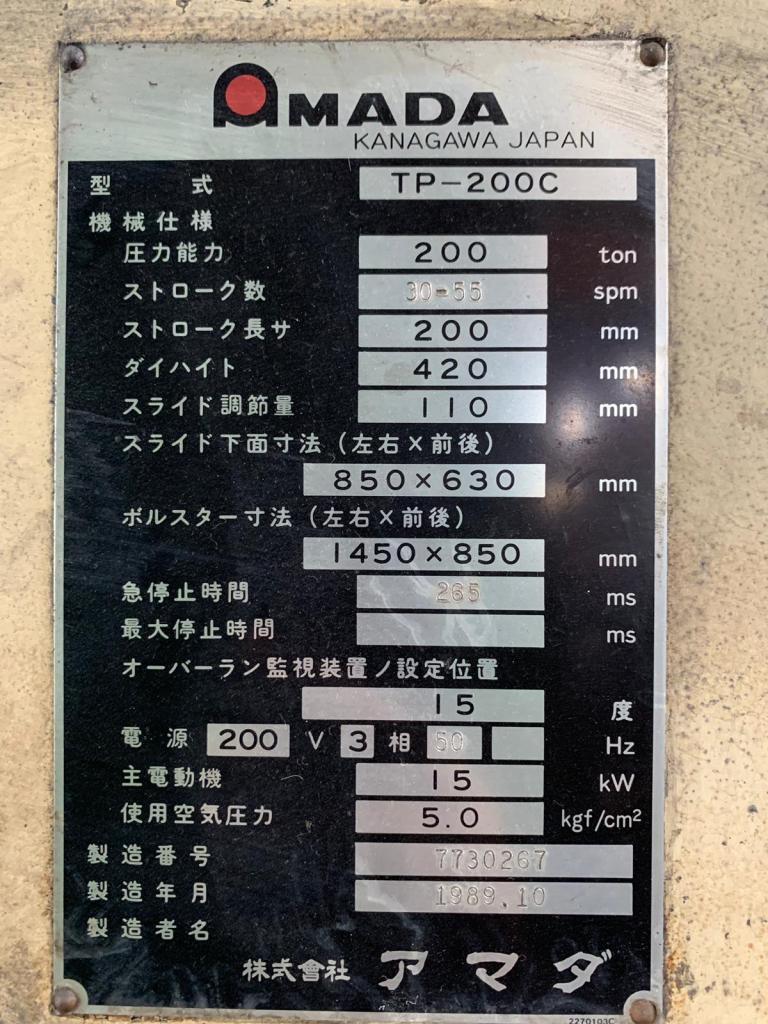 AMADA
KANAGAWA JAPAN
型式 TP-200C
機械仕様
圧力能力 200 ton
ストローク数 30-55 spm
ストローク長サ 200 mm
ダイハイト 420 mm
スライド調節量 110 mm
スライド下面寸法(左右×前後)
850×630 mm
ボルスター寸法(左右×前後)
1450×850 mm
急停止時間 265 ms
最大停止時間 ms
オーバーラン監視装置ノ設定位置
15 度
電源 200 V 3 相 50 Hz
主電動機 15 kW
使用空気圧力 5.0 kgf/cm²
製造番号 7730267
製造年月 1989.10
製造者名
株式會社 アマダ
2270103C